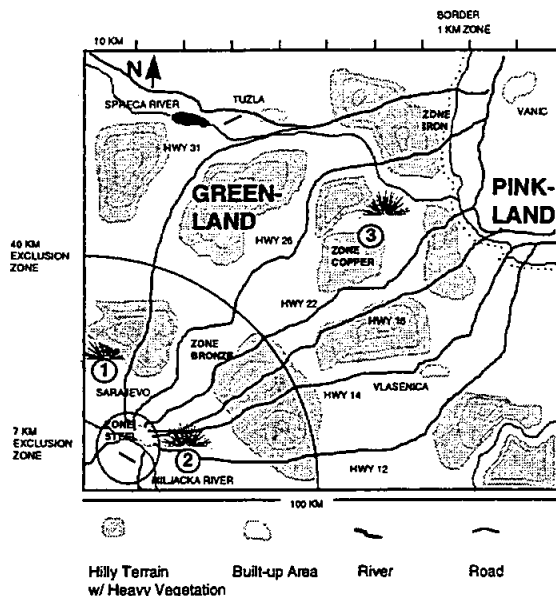 BORDER
1 KM ZONE
10 KM
N
SPRECA RIVER
TUZLA
ZONE
IRON
VANIC
HWY 31
GREEN-
LAND
PINK-
LAND
3
40 KM
EXCLUSION
ZONE
HWY 26
ZONE
COPPER
HWY 22
ZONE
BRONZE
HWY 16
1
SARAJEVO
VLASENICA
HWY 14
7 KM
EXCLUSION
ZONE
ZONE
STEEL
2
MILJACKA RIVER
HWY 12
100 KM
Hilly Terrain
w/ Heavy Vegetation
Built-up Area
River
Road